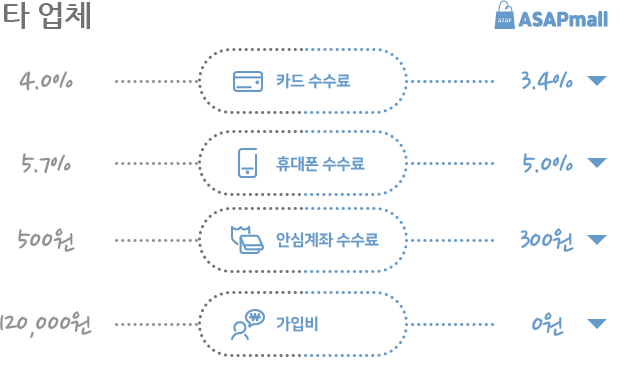 타 업체
ASAP
ASAPmall
4.0% 카드 수수료 3.4%
5.7% 휴대폰 수수료 5.0%
500원 안심계좌 수수료 300원
120,000원 가입비 0원